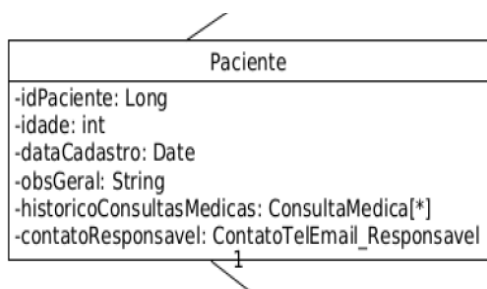 Paciente
-idPaciente: Long
-idade: int
-dataCadastro: Date
-obsGeral: String
-historicoConsultasMedicas: ConsultaMedica[*]
-contatoResponsavel: ContatoTelEmail_Responsavel
1